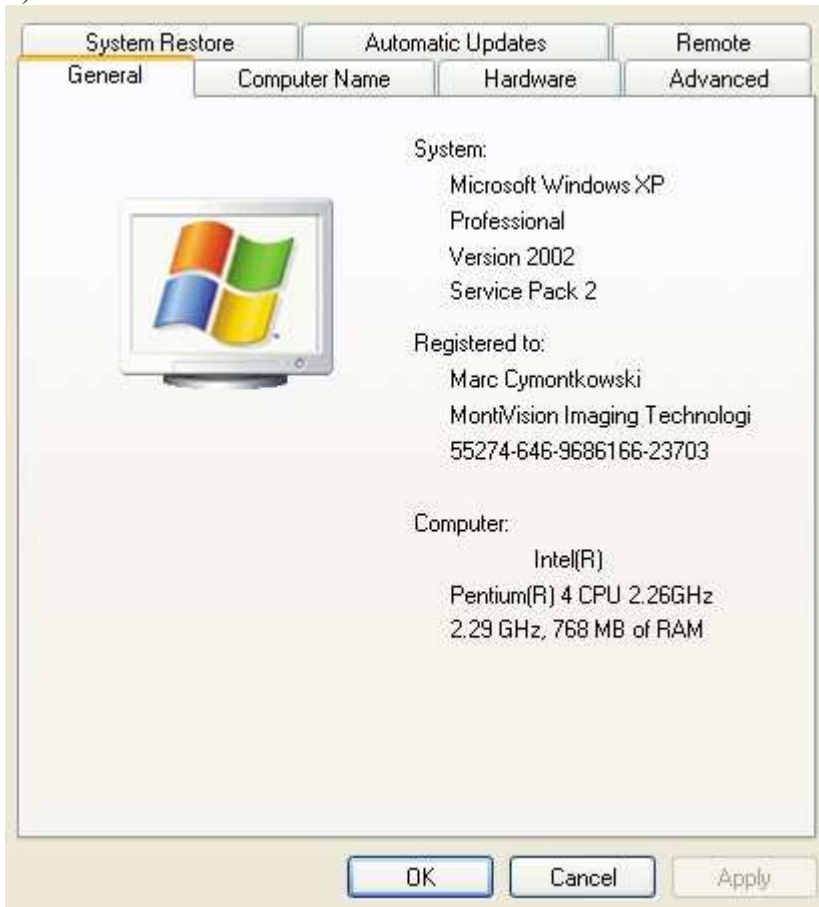 System Restore Automatic Updates Remote
General Computer Name Hardware Advanced
System:
Microsoft Windows XP
Professional
Version 2002
Service Pack 2
Registered to:
Marc Cymontkowski
MontiVision Imaging Technologi
55274-646-9686166-23703
Computer:
Intel(R)
Pentium(R) 4 CPU 2.26GHz
2.29 GHz, 768 MB of RAM
OK Cancel Apply